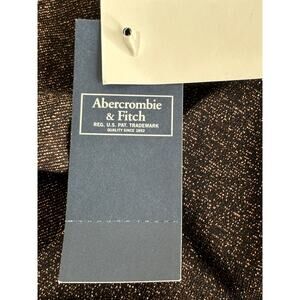 Abercrombie
& Fitch
REG. U.S. PAT. TRADEMARK
QUALITY SINCE 1892